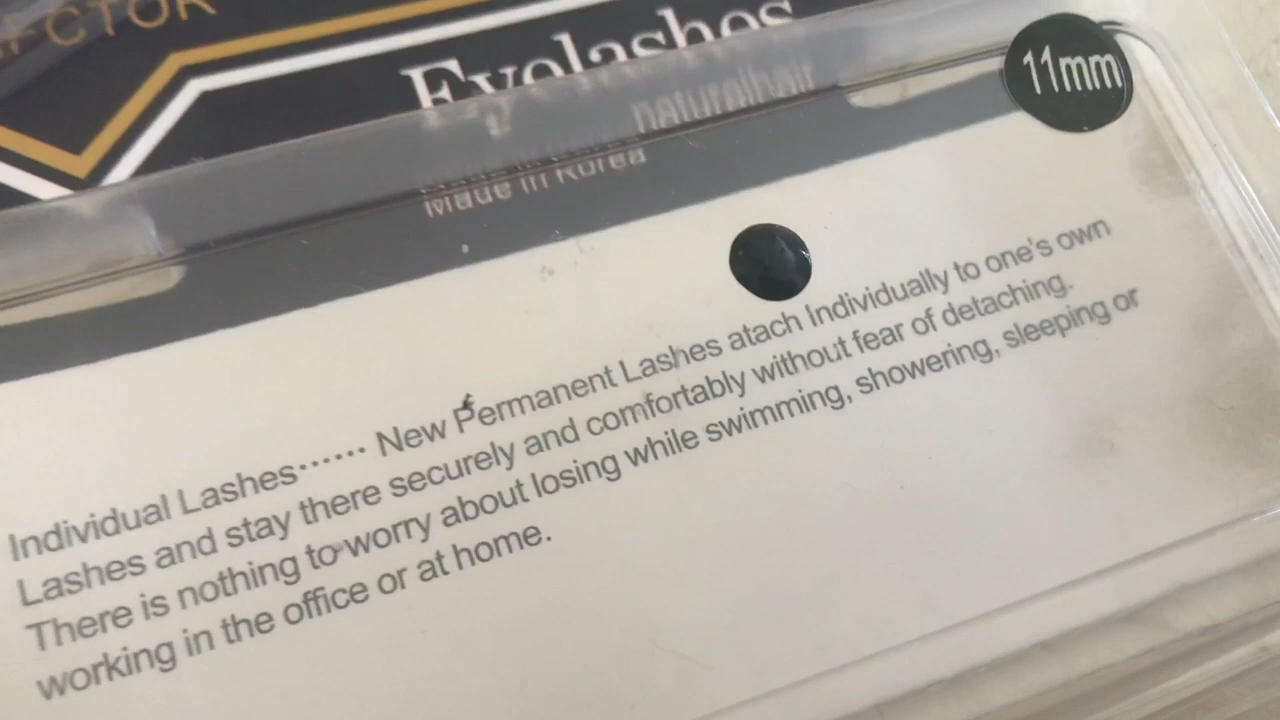 Eyelashes
naturalhair
Made in Korea
11mm
Individual Lashes······ New Permanent Lashes atach Individually to one's own
Lashes and stay there securely and comfortably without fear of detaching.
There is nothing to worry about losing while swimming, showering, sleeping or
working in the office or at home.